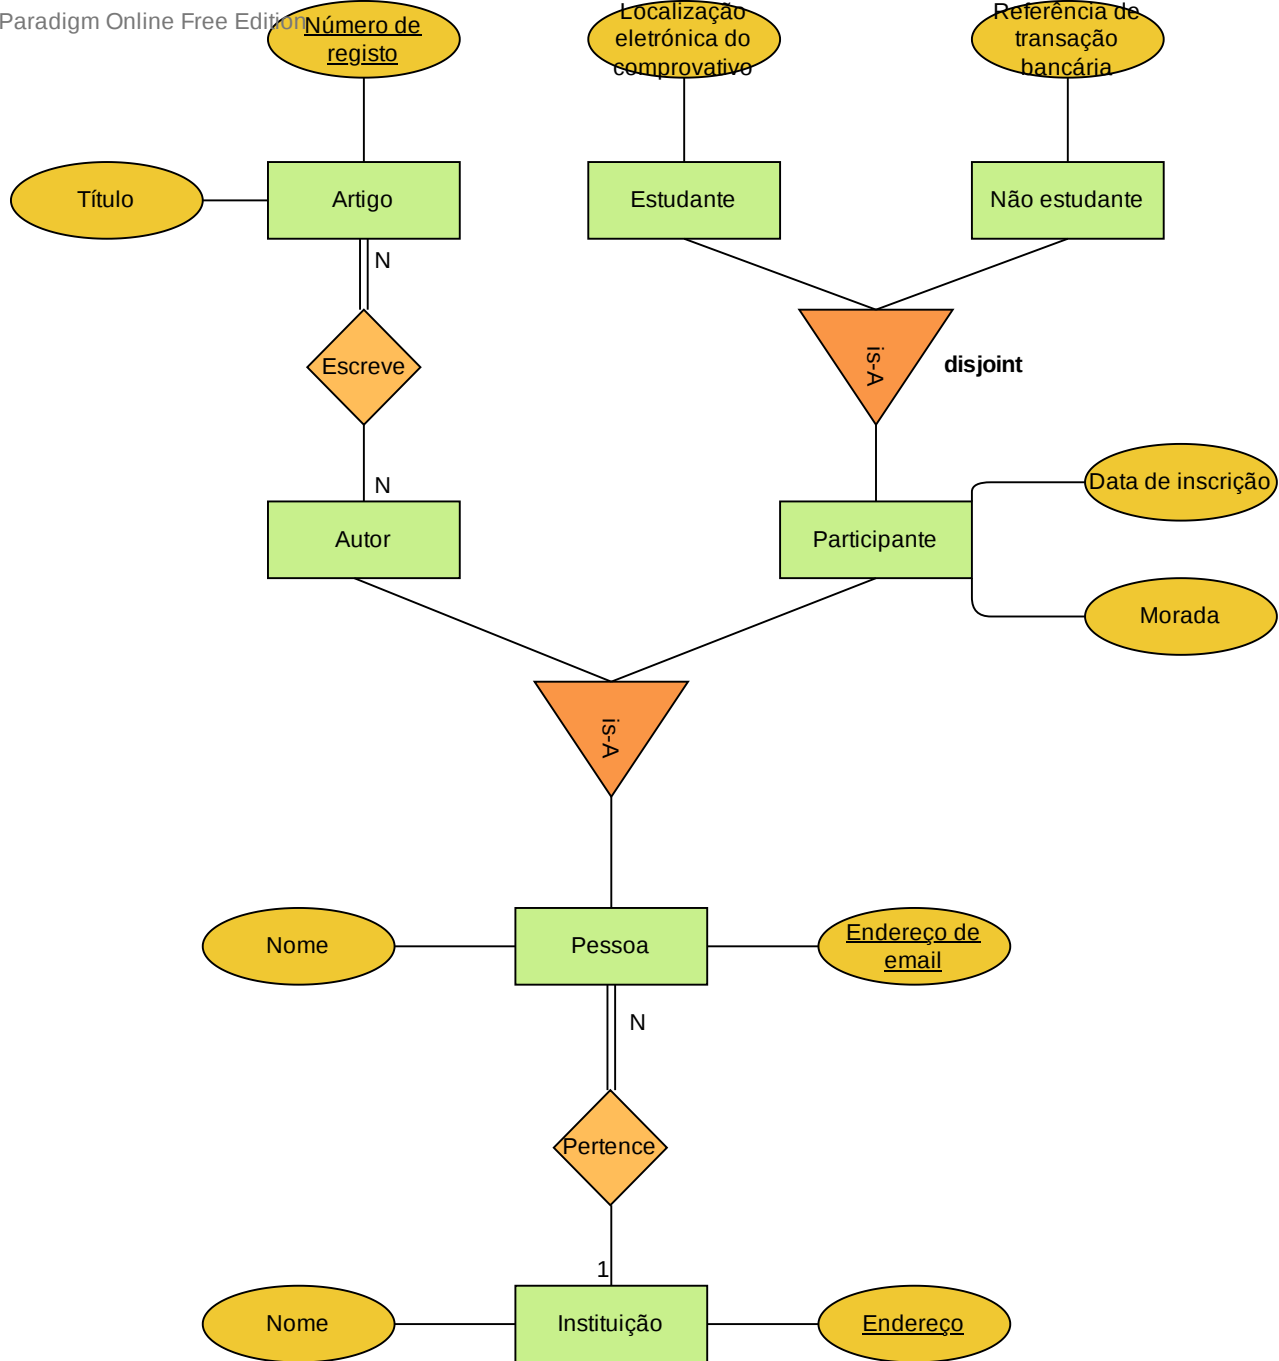 Paradigm Online Free Edition
Número de
registo
Localização
eletrónica do
comprovativo
Referência de
transação
bancária
Título
Artigo
Estudante
Não estudante
N
Escreve
is-A
disjoint
N
Data de inscrição
Autor
Participante
Morada
is-A
Nome
Pessoa
Endereço de
email
N
Pertence
1
Nome
Instituição
Endereço